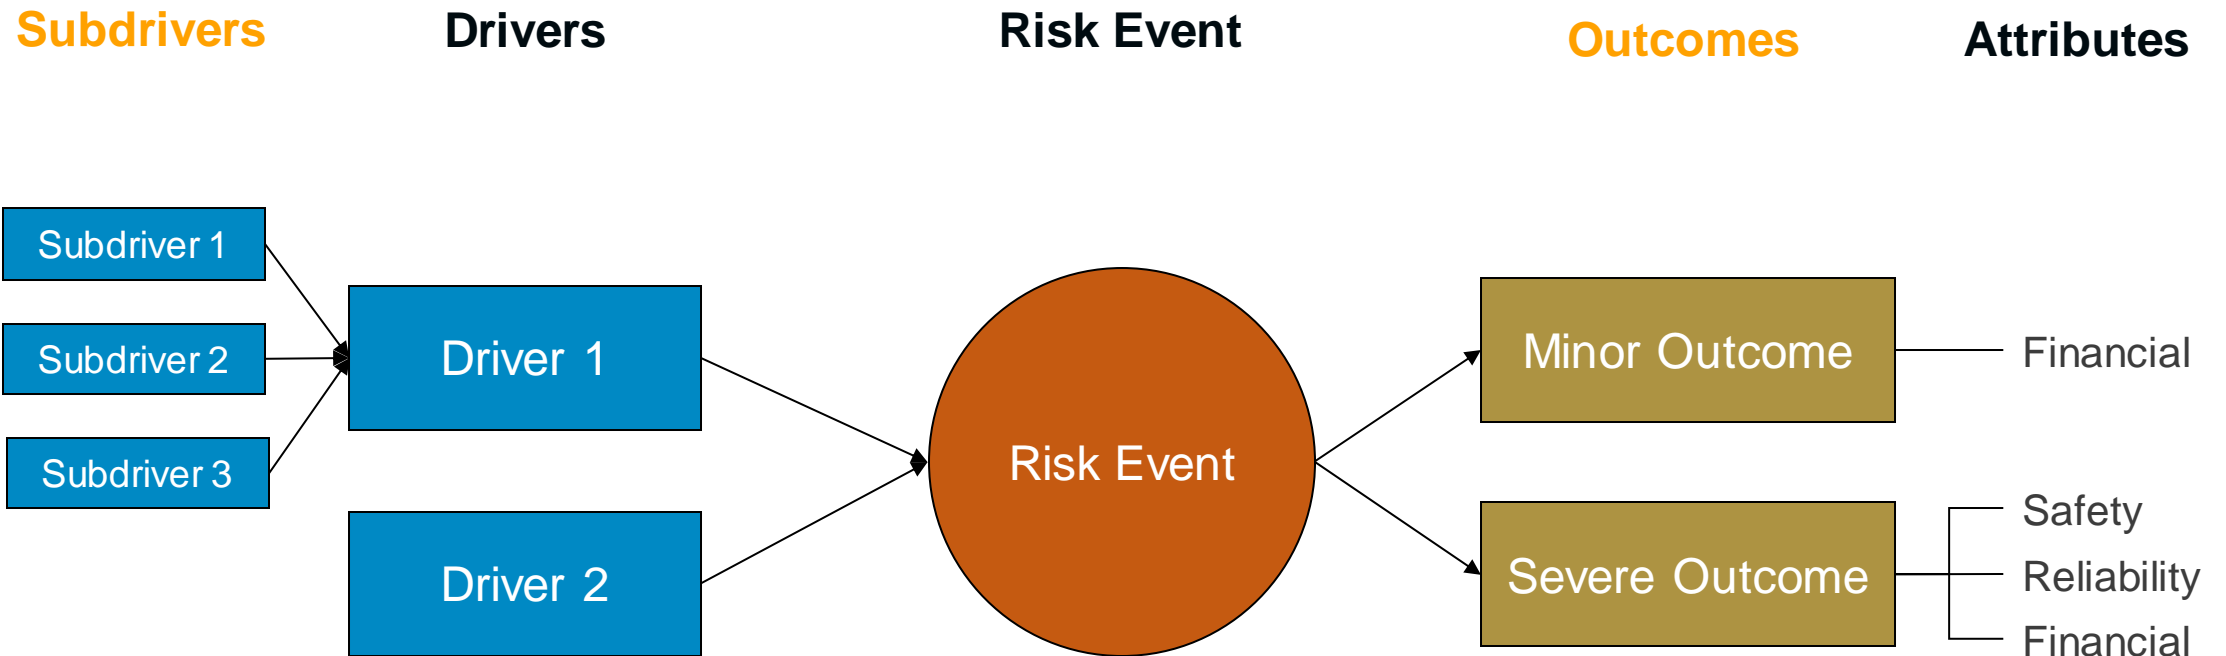 Subdrivers
Drivers
Risk Event
Outcomes
Attributes
Subdriver 1
Subdriver 2
Subdriver 3
Driver 1
Driver 2
Risk Event
Minor Outcome
Severe Outcome
Financial
Safety
Reliability
Financial